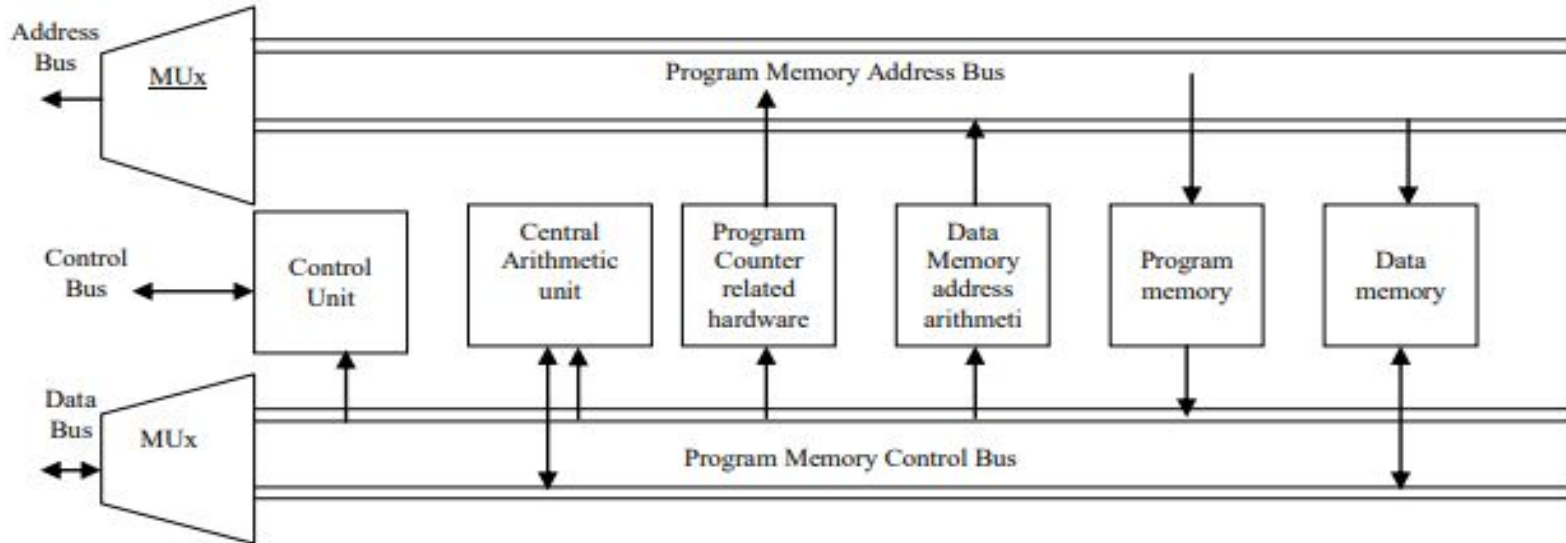 Address
Bus
MUx
Program Memory Address Bus
Control
Bus
Control
Unit
Central
Arithmetic
unit
Program
Counter
related
hardware
Data
Memory
address
arithmeti
Program
memory
Data
memory
Data
Bus
MUx
Program Memory Control Bus